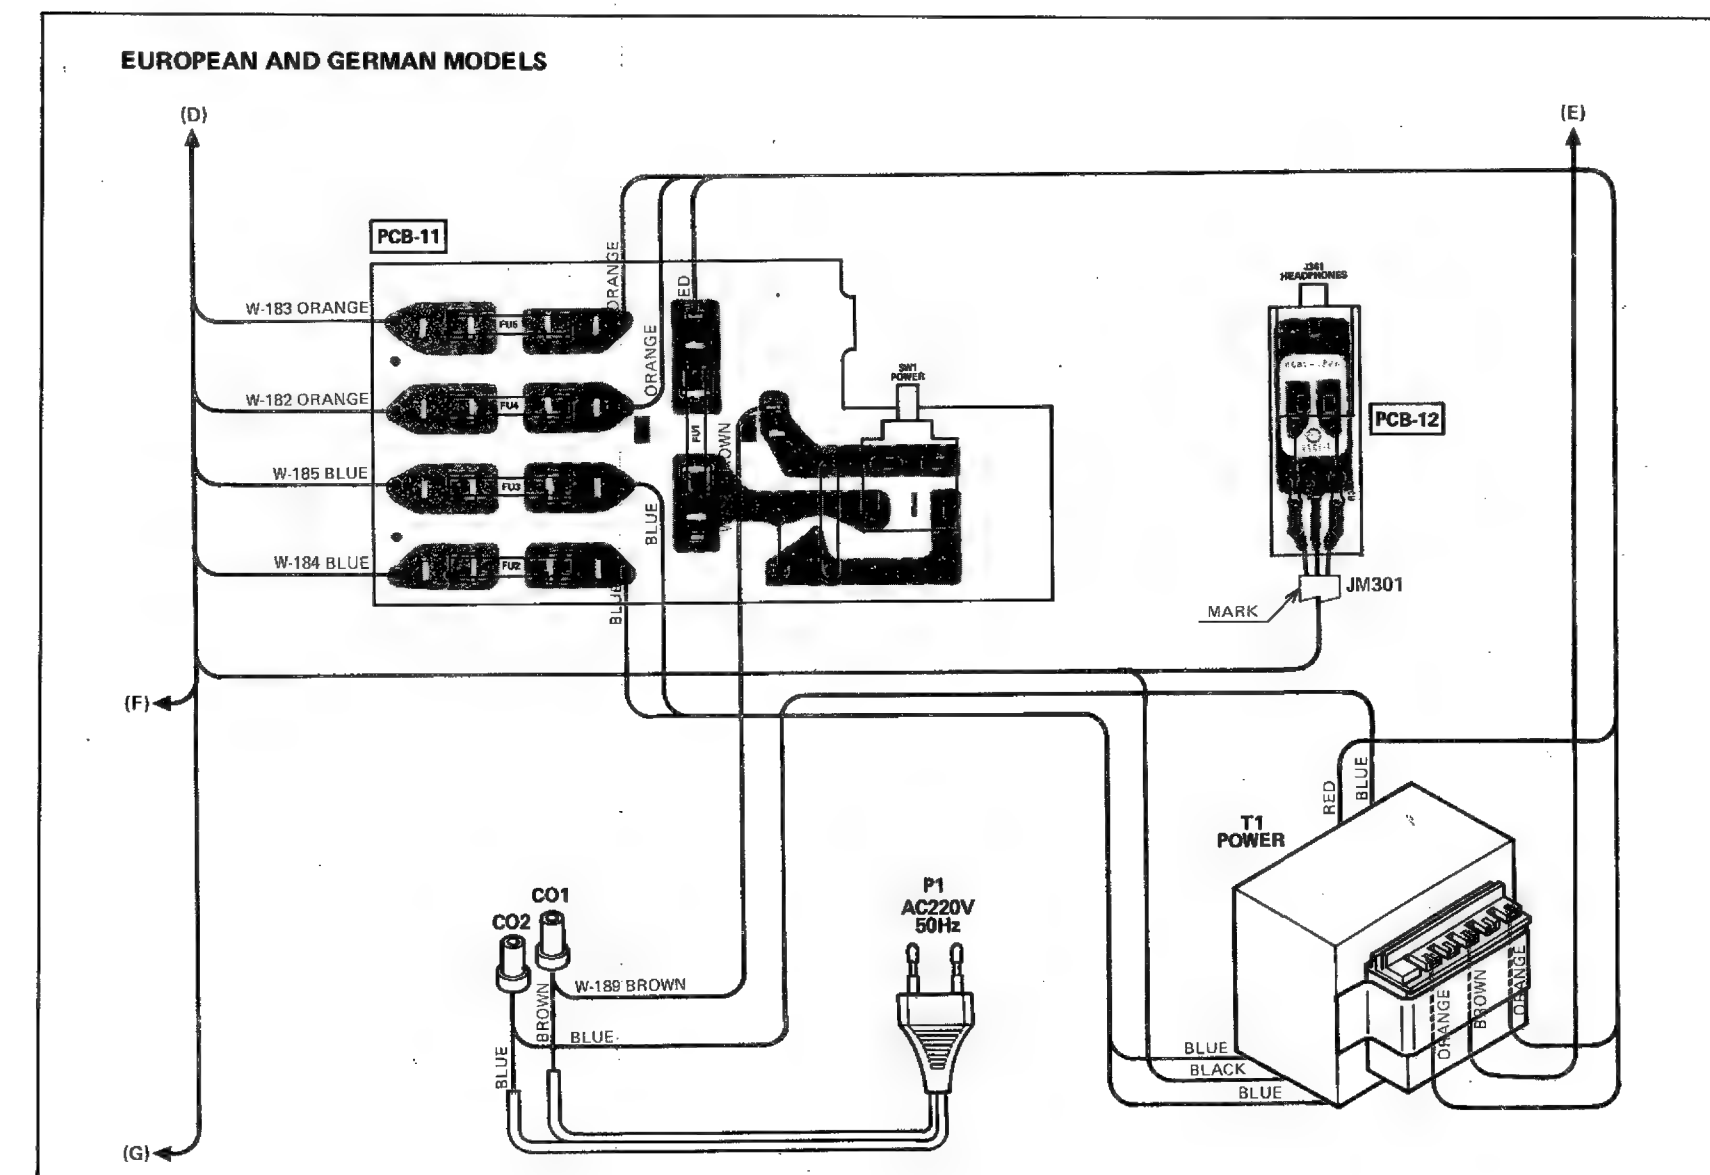 EUROPEAN AND GERMAN MODELS
(D)
(E)
PCB-11
ORANGE
J361
HEADPHONES
W-183 ORANGE
FU5
ORANGE
SW1
POWER
W-182 ORANGE
FU4
FU1
PCB-12
W-185 BLUE
FU3
BLUE
W-184 BLUE
FU2
BLUE
JM301
MARK
(F)
RED
BLUE
T1
POWER
P1
AC220V
50Hz
CO1
CO2
W-189 BROWN
BROWN
BLUE
BLUE
ORANGE
BROWN
ORANGE
BLUE
BLACK
BLUE
(G)